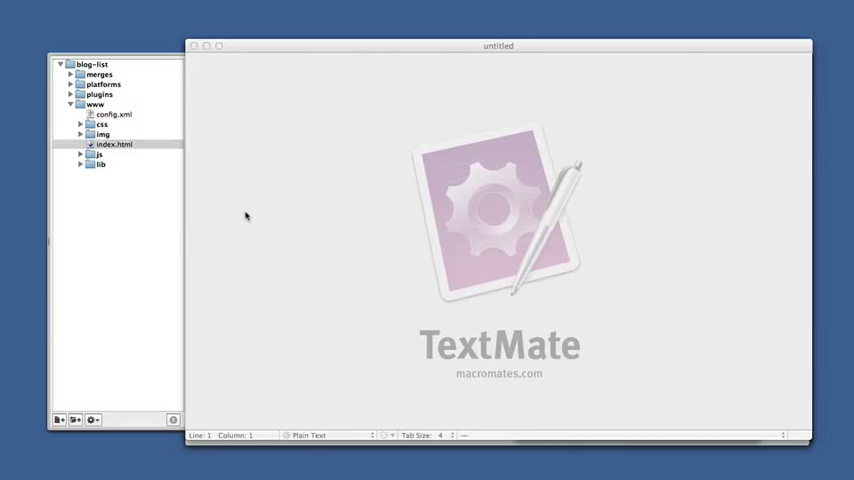 untitled
blog-list
merges
platforms
plugins
www
config.xml
css
img
index.html
js
lib
TextMate
macromates.com
Line: 1 Column: 1 Plain Text Tab Size: 4 —